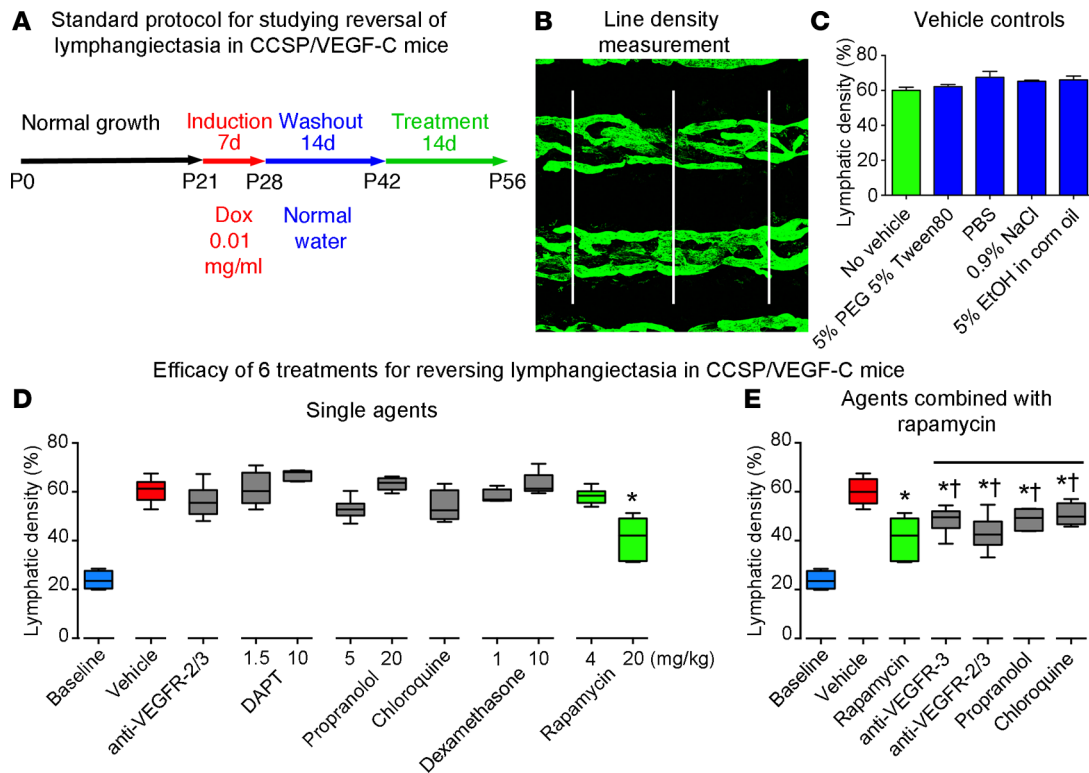 A Standard protocol for studying reversal of
lymphangiectasia in CCSP/VEGF-C mice
Normal growth
Induction
7d
Washout
14d
Treatment
14d
P0
P21
P28
P42
P56
Dox
0.01
mg/ml
Normal
water
B Line density
measurement
C Vehicle controls
Lymphatic density (%)
100
80
60
40
20
0
No vehicle
5% PEG 5% Tween80
PBS
0.9% NaCl
5% EtOH in corn oil
Efficacy of 6 treatments for reversing lymphangiectasia in CCSP/VEGF-C mice
D Single agents
Lymphatic density (%)
80
60
40
20
0
*
Baseline
Vehicle
anti-VEGFR-2/3
1.5 10
DAPT
5 20
Propranolol
Chloroquine
1 10
Dexamethasone
4 20 (mg/kg)
Rapamycin
E Agents combined with
rapamycin
Lymphatic density (%)
80
60
40
20
0
* *† *† *† *†
Baseline
Vehicle
Rapamycin
anti-VEGFR-3
anti-VEGFR-2/3
Propranolol
Chloroquine